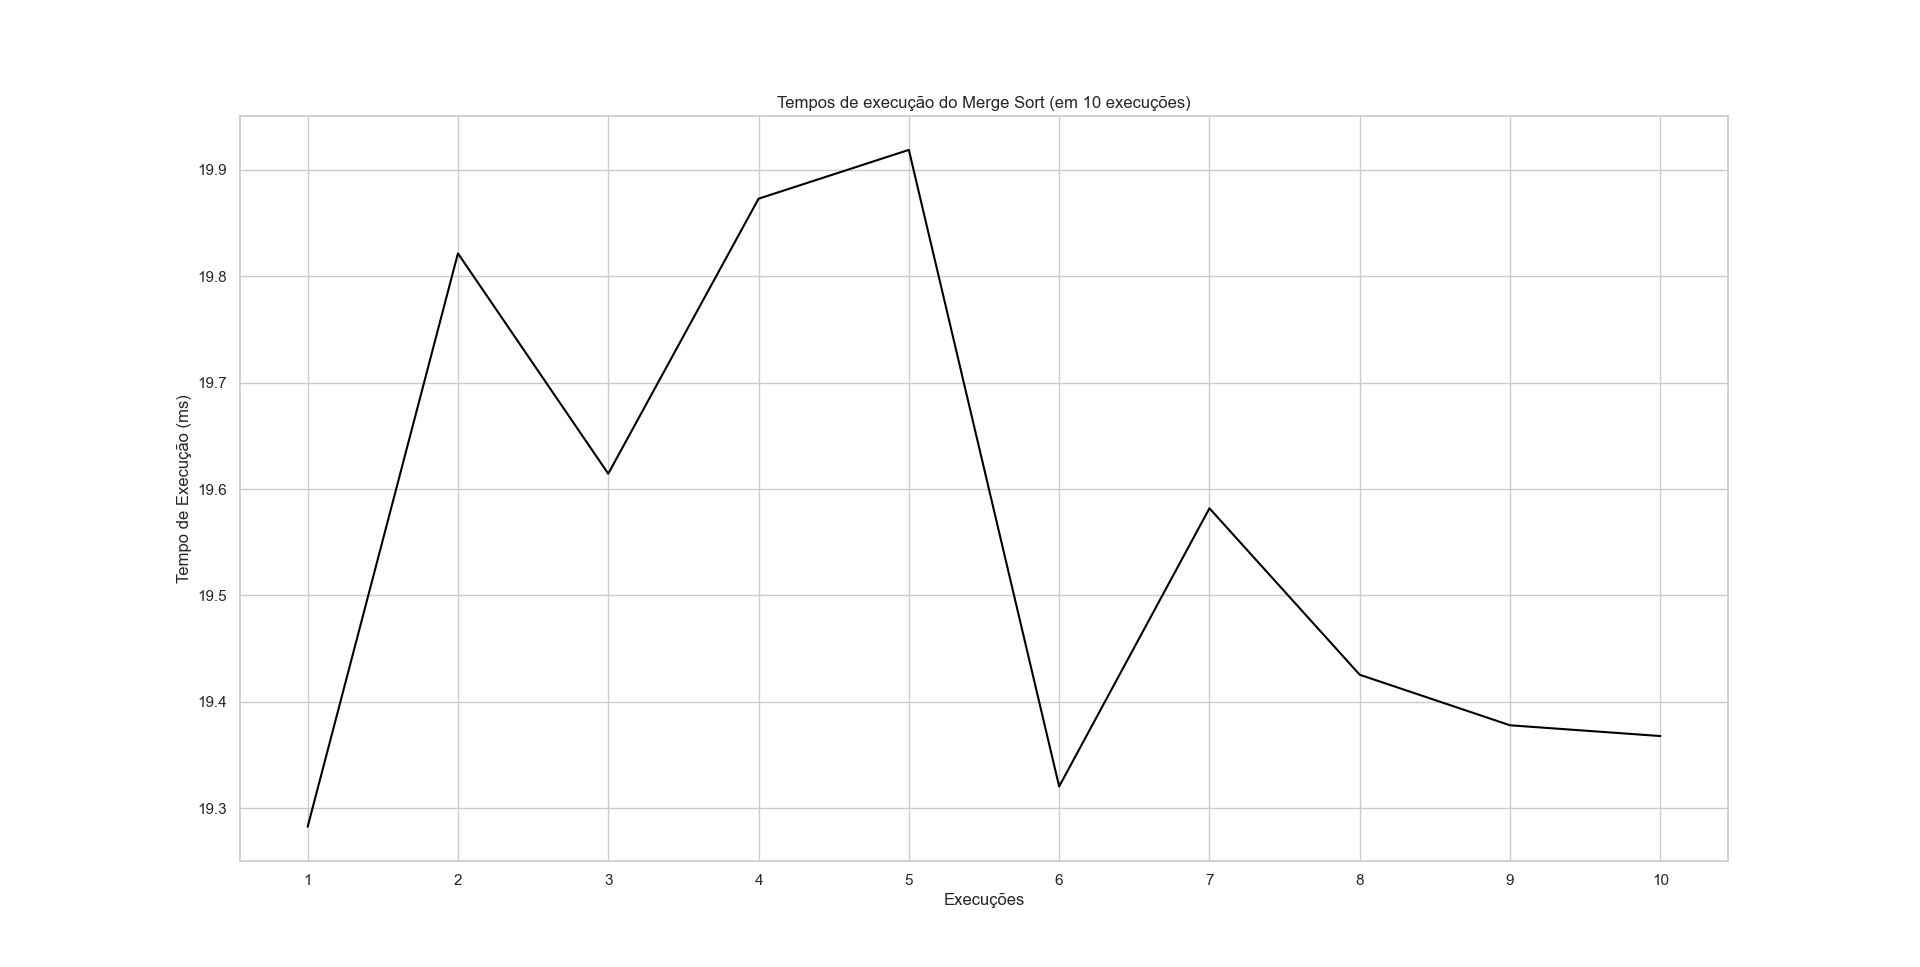 Tempos de execução do Merge Sort (em 10 execuções)
Tempo de Execução (ms)
19.9
19.8
19.7
19.6
19.5
19.4
19.3
1 2 3 4 5 6 7 8 9 10
Execuções